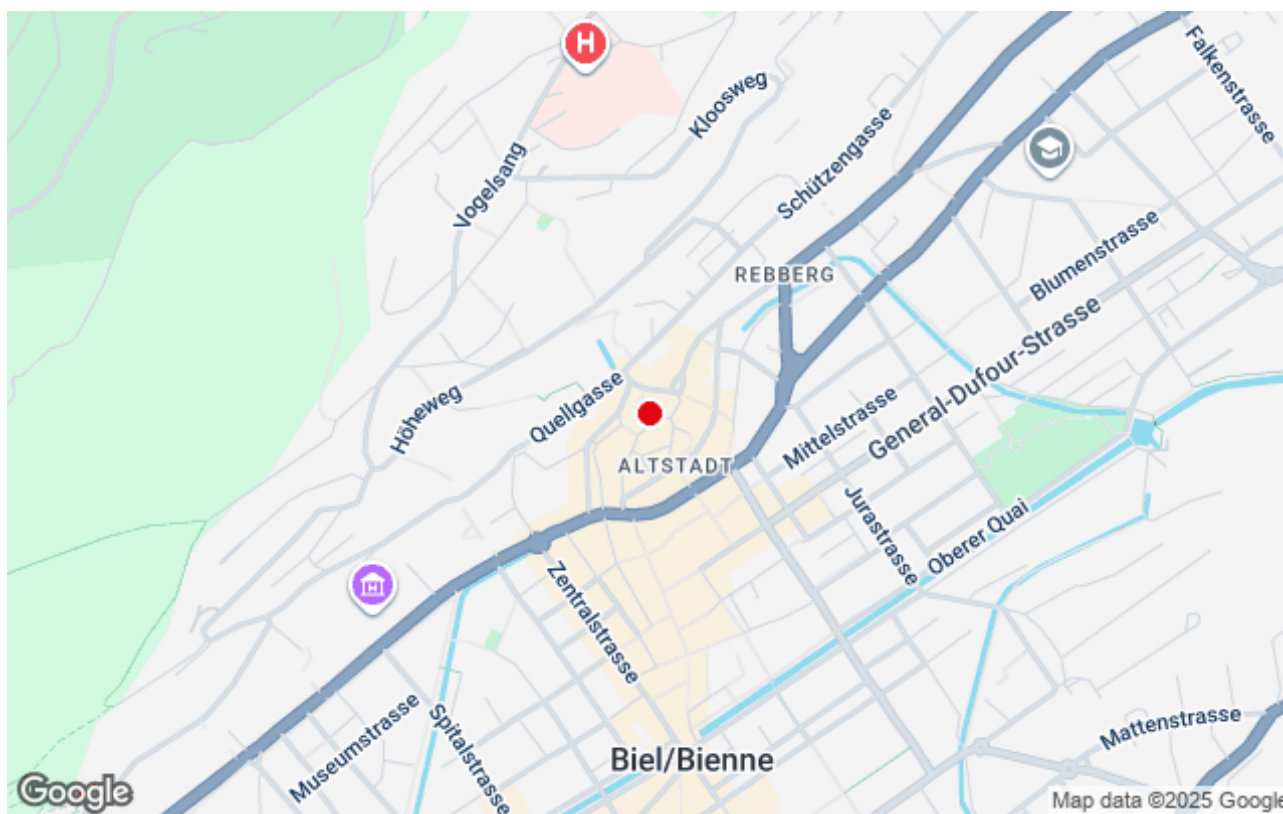 H
Falkenstrasse
Kloosweg
Vogelsang
Schützengasse
Blumenstrasse
REBBERG
General-Dufour-Strasse
Höheweg
Quellgasse
Mittelstrasse
ALTSTADT
Jurastrasse
Oberer Quai
H
Zentralstrasse
Museumstrasse
Spitalstrasse
Mattenstrasse
Biel/Bienne
Google
Map data ©2025 Google